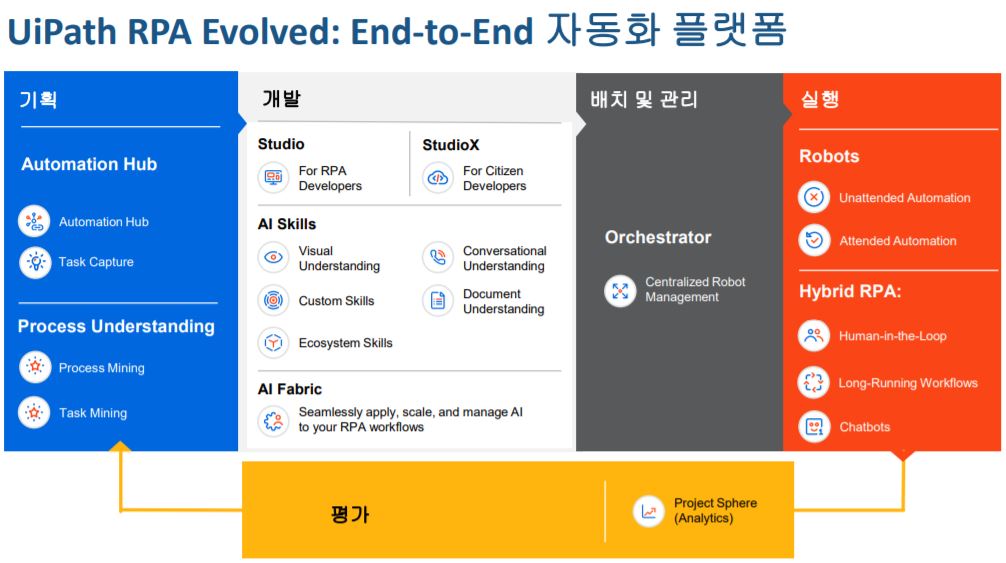 UiPath RPA Evolved: End-to-End 자동화 플랫폼
기획
Automation Hub
Automation Hub
Task Capture
Process Understanding
Process Mining
Task Mining
개발
Studio
For RPA
Developers
StudioX
For Citizen
Developers
AI Skills
Visual
Understanding
Conversational
Understanding
Custom Skills
Document
Understanding
Ecosystem Skills
AI Fabric
Seamlessly apply, scale, and manage AI
to your RPA workflows
배치 및 관리
Orchestrator
Centralized Robot
Management
실행
Robots
Unattended Automation
Attended Automation
Hybrid RPA:
Human-in-the-Loop
Long-Running Workflows
Chatbots
평가
Project Sphere
(Analytics)